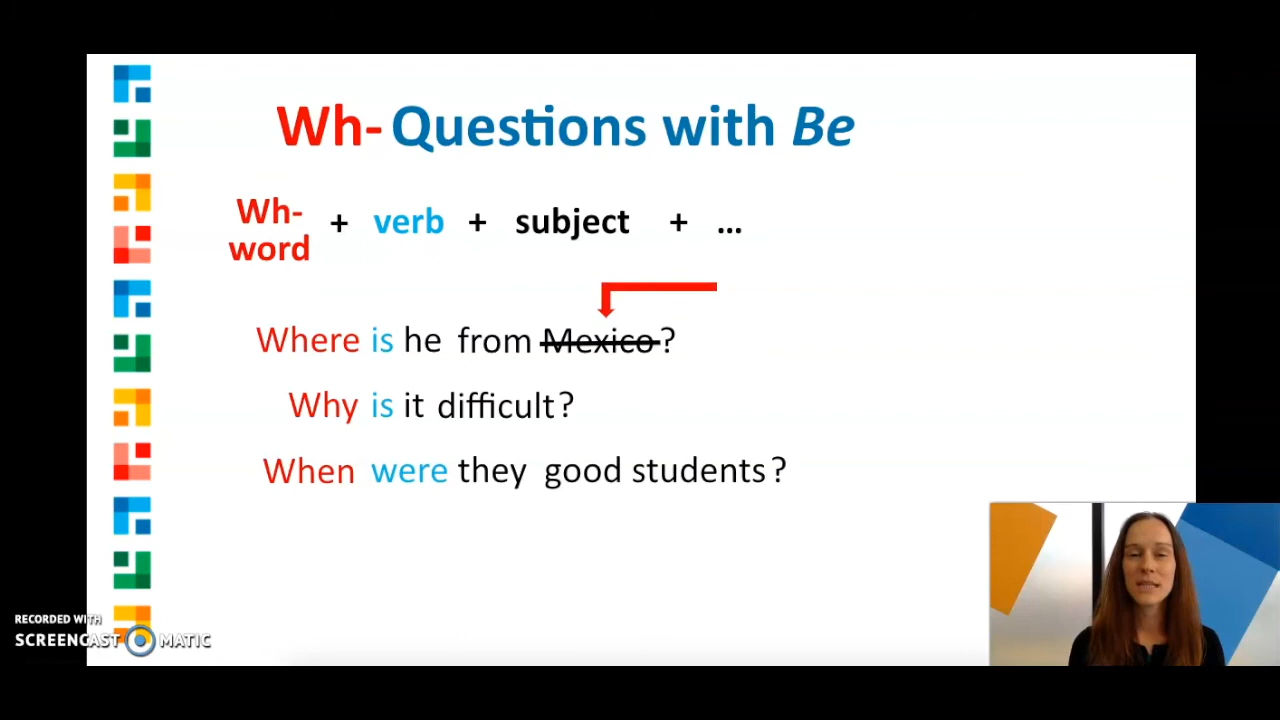 Wh- Questions with Be
Wh-word + verb + subject + ...
Where is he from Mexico?
Why is it difficult?
When were they good students?
RECORDED WITH
SCREENCAST MATIC